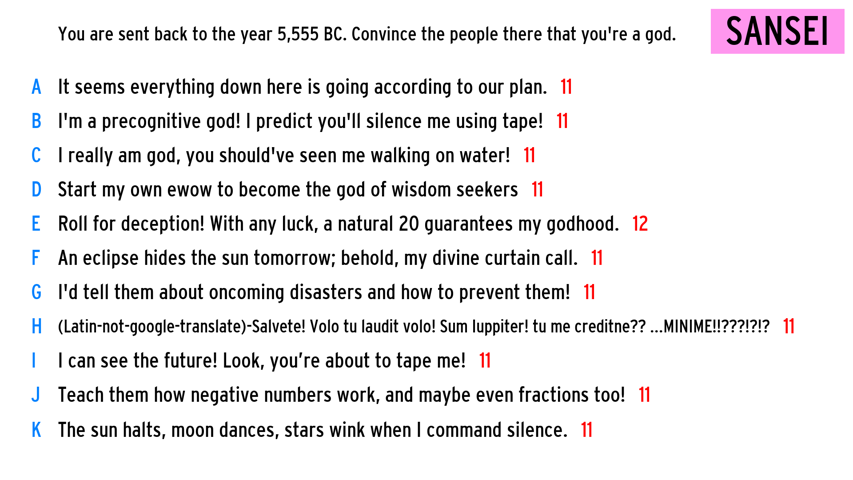 You are sent back to the year 5,555 BC. Convince the people there that you're a god.
SANSEI
A It seems everything down here is going according to our plan. 11
B I'm a precognitive god! I predict you'll silence me using tape! 11
C I really am god, you should've seen me walking on water! 11
D Start my own ewow to become the god of wisdom seekers 11
E Roll for deception! With any luck, a natural 20 guarantees my godhood. 12
F An eclipse hides the sun tomorrow; behold, my divine curtain call. 11
G I'd tell them about oncoming disasters and how to prevent them! 11
H (Latin-not-google-translate)-Salvete! Volo tu laudit volo! Sum Iuppiter! tu me creditne?? ...MINIME!!???!?!? 11
I I can see the future! Look, you’re about to tape me! 11
J Teach them how negative numbers work, and maybe even fractions too! 11
K The sun halts, moon dances, stars wink when I command silence. 11